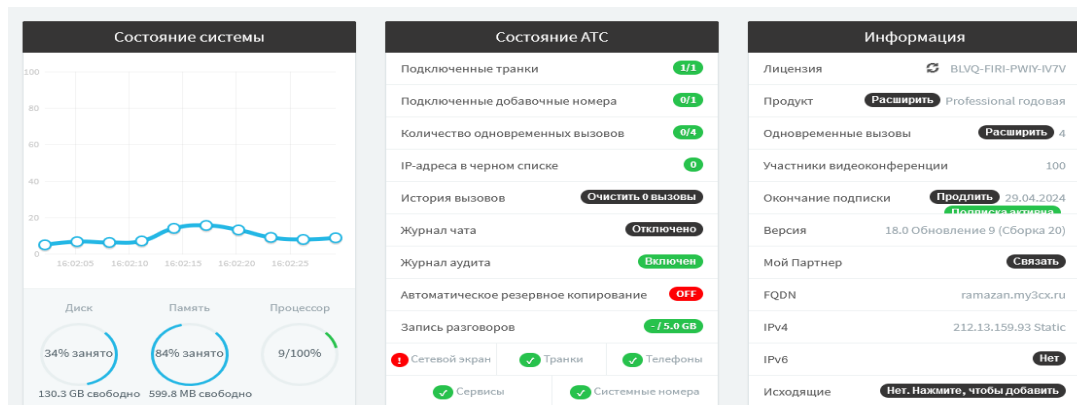 Состояние системы
100
80
60
40
20
0
16:02:05 16:02:10 16:02:15 16:02:20 16:02:25
Диск Память Процессор
34% занято 84% занято 9/100%
130.3 GB свободно 599.8 MB свободно
Состояние АТС
Подключенные транки 1/1
Подключенные добавочные номера 0/1
Количество одновременных вызовов 0/4
IP-адреса в черном списке 0
История вызовов Очистить 0 вызовы
Журнал чата Отключено
Журнал аудита Включен
Автоматическое резервное копирование OFF
Запись разговоров - / 5.0 GB
Сетевой экран Транки Телефоны
Сервисы Системные номера
Информация
Лицензия BLVQ-FIRI-PWIY-IV7V
Продукт Расширить Professional годовая
Одновременные вызовы Расширить 4
Участники видеоконференции 100
Окончание подписки Продлить 29.04.2024
Подписка активна
Версия 18.0 Обновление 9 (Сборка 20)
Мой Партнер Связать
FQDN ramazan.my3cx.ru
IPv4 212.13.159.93 Static
IPv6 Нет
Исходящие Нет. Нажмите, чтобы добавить